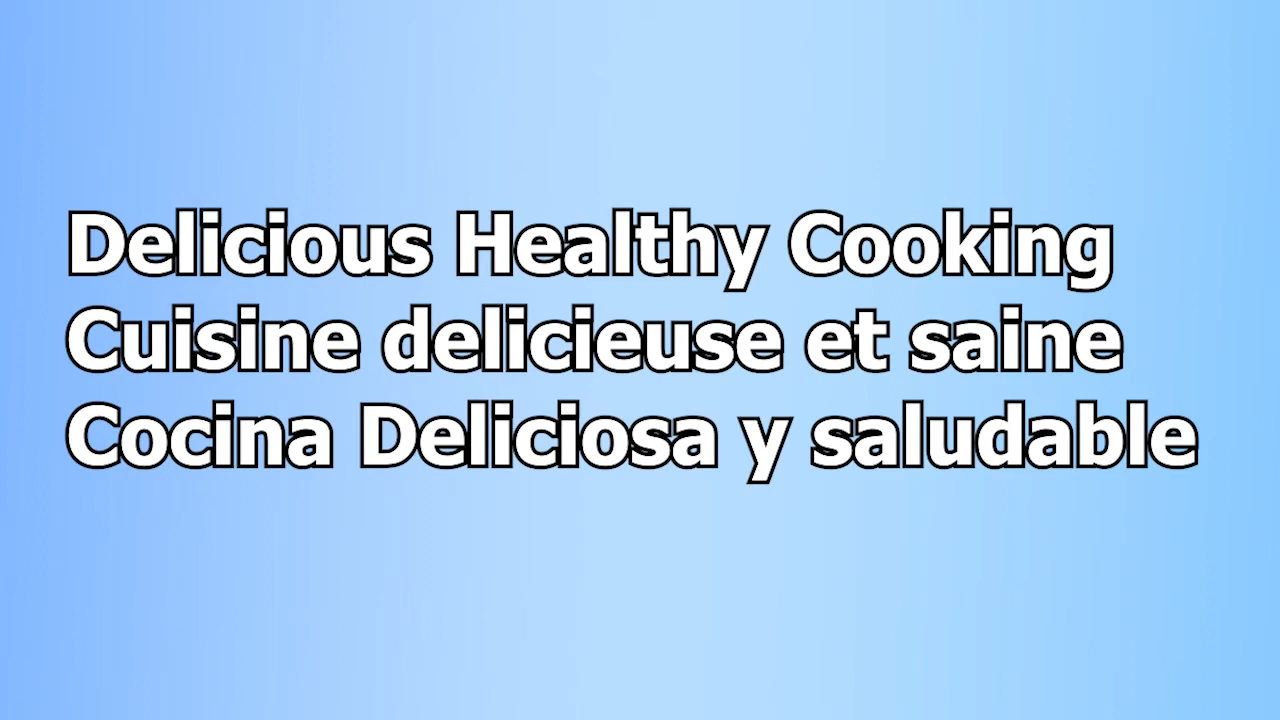 Delicious Healthy Cooking
Cuisine delicieuse et saine
Cocina Deliciosa y saludable